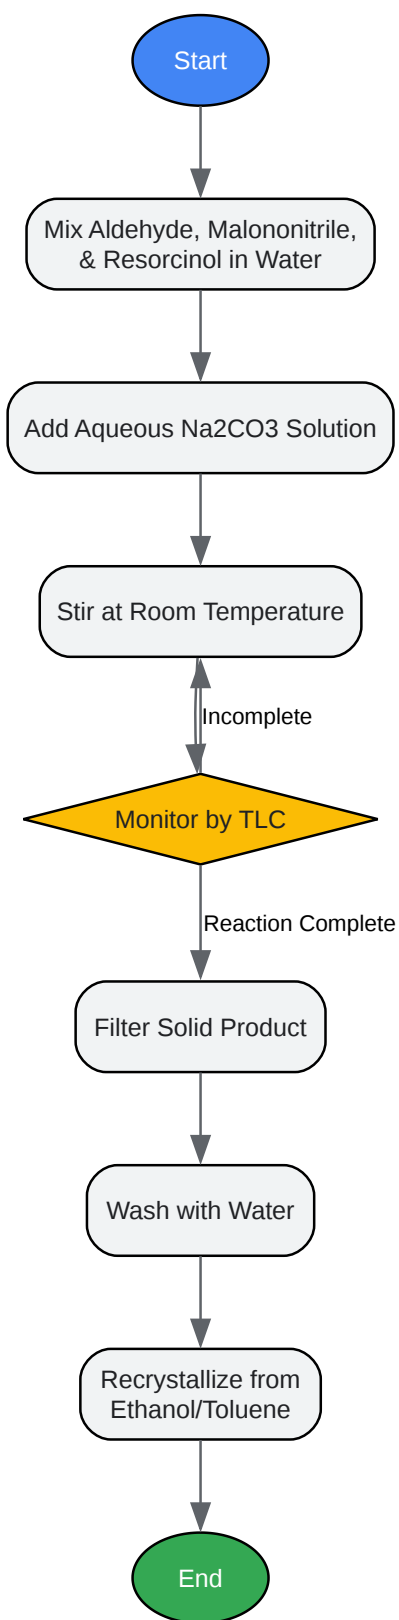 Start
Mix Aldehyde, Malononitrile,
& Resorcinol in Water
Add Aqueous Na2CO3 Solution
Stir at Room Temperature
Incomplete
Monitor by TLC
Reaction Complete
Filter Solid Product
Wash with Water
Recrystallize from
Ethanol/Toluene
End